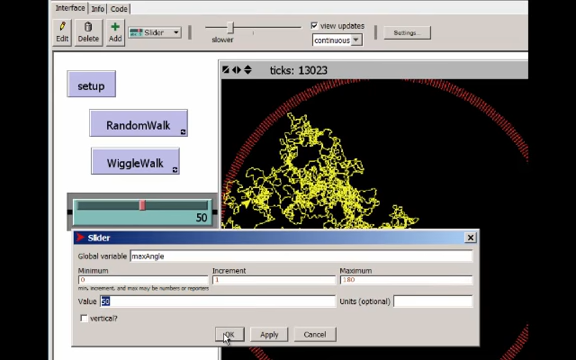 Interface Info Code
Edit Delete Add Slider slower view updates continuous Settings...
ticks: 13023
setup
RandomWalk
WiggleWalk
50
Slider
Global variable maxAngle
Minimum Increment Maximum
0 1 180
min, increment, and max may be numbers or reporters
Value 50 Units (optional)
vertical?
OK Apply Cancel